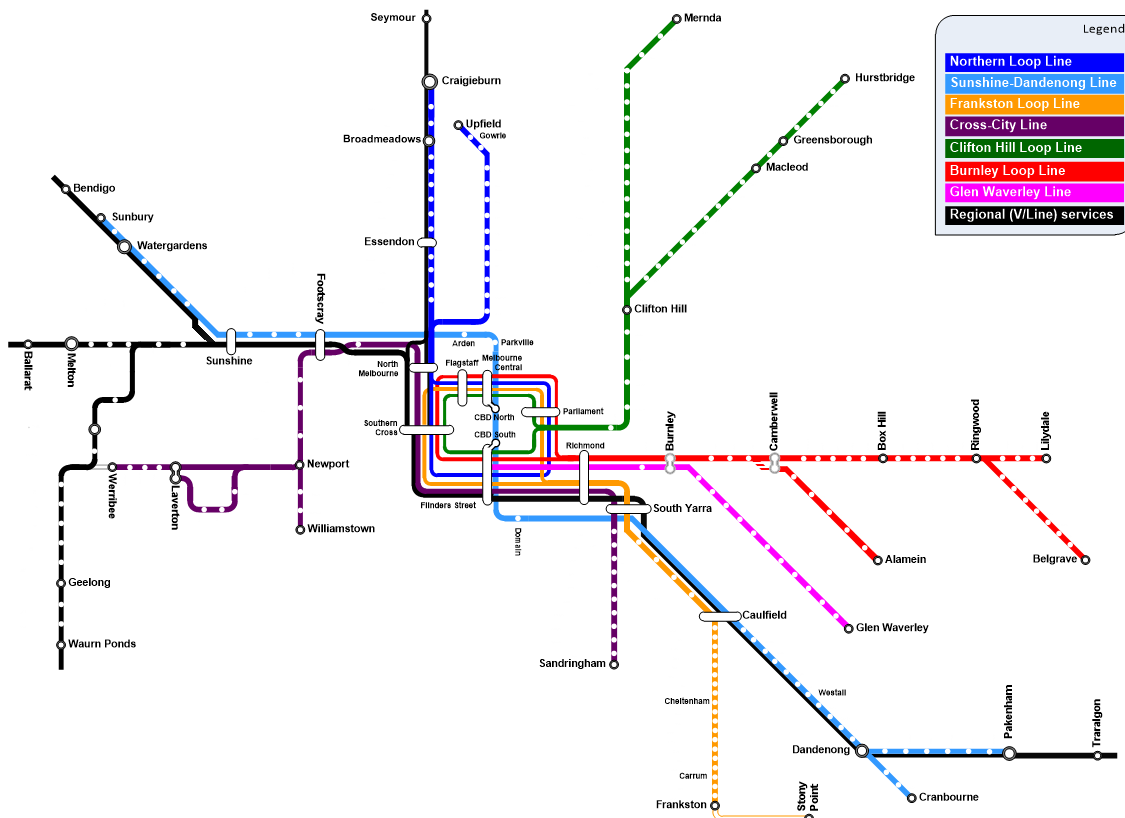 Seymour
Mernda
Legend
Craigieburn
Hurstbridge
Northern Loop Line
Sunshine-Dandenong Line
Frankston Loop Line
Cross-City Line
Clifton Hill Loop Line
Burnley Loop Line
Glen Waverley Line
Regional (V/Line) services
Upfield
Gowrie
Broadmeadows
Greensborough
Macleod
Bendigo
Sunbury
Watergardens
Essendon
Footscray
Clifton Hill
Arden
Parkville
Sunshine
Ballarat
Melton
North
Melbourne
Flagstaff
Melbourne
Central
CBD North
Parliament
Southern
Cross
CBD South
Richmond
Burnley
Camberwell
Box Hill
Ringwood
Lilydale
Newport
Werribee
Laverton
Flinders Street
South Yarra
Williamstown
Domain
Alamein
Belgrave
Geelong
Caulfield
Glen Waverley
Waurn Ponds
Sandringham
Westall
Cheltenham
Pakenham
Traralgon
Dandenong
Carrum
Cranbourne
Frankston
Stony
Point